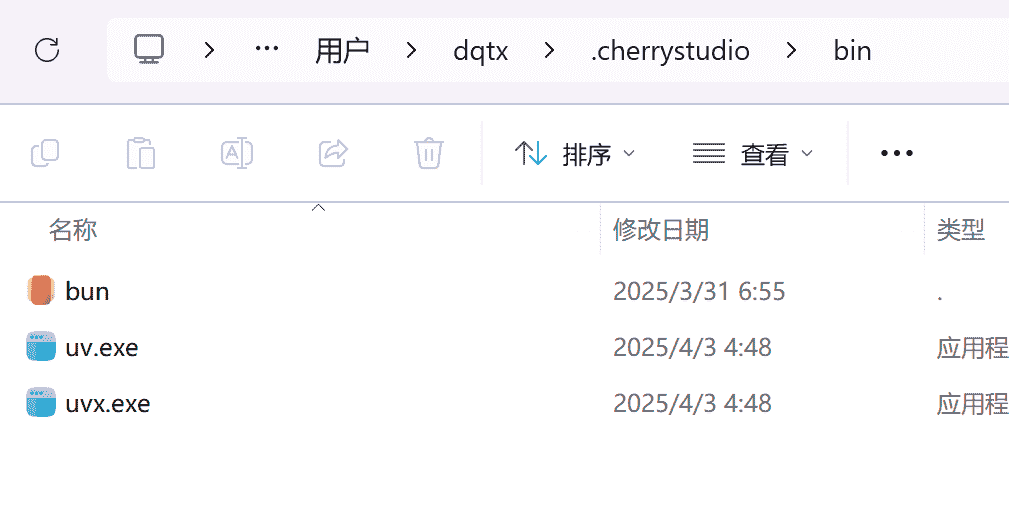 用户 dqtx .cherrystudio bin
排序 查看
名称 修改日期 类型
bun 2025/3/31 6:55 .
uv.exe 2025/4/3 4:48 应用程
uvx.exe 2025/4/3 4:48 应用程